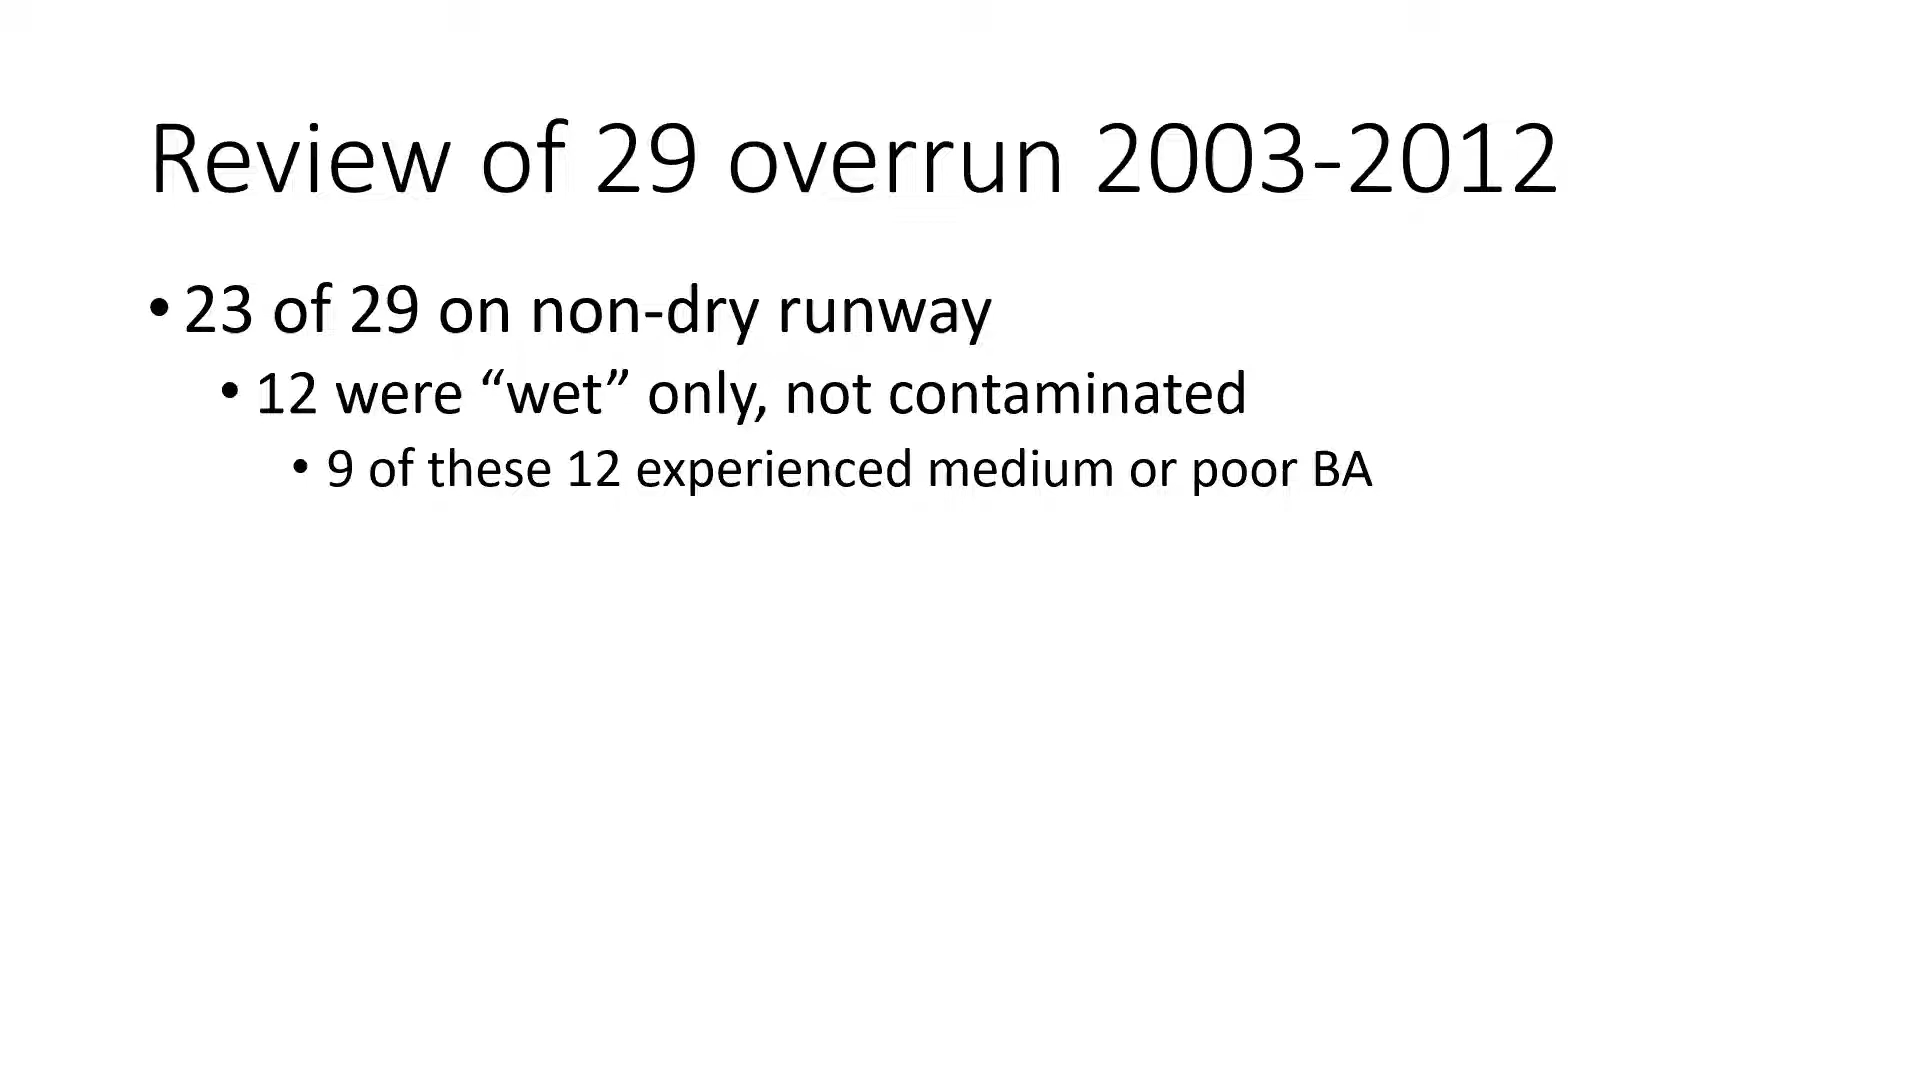 Review of 29 overrun 2003-2012
• 23 of 29 on non-dry runway
• 12 were “wet” only, not contaminated
• 9 of these 12 experienced medium or poor BA